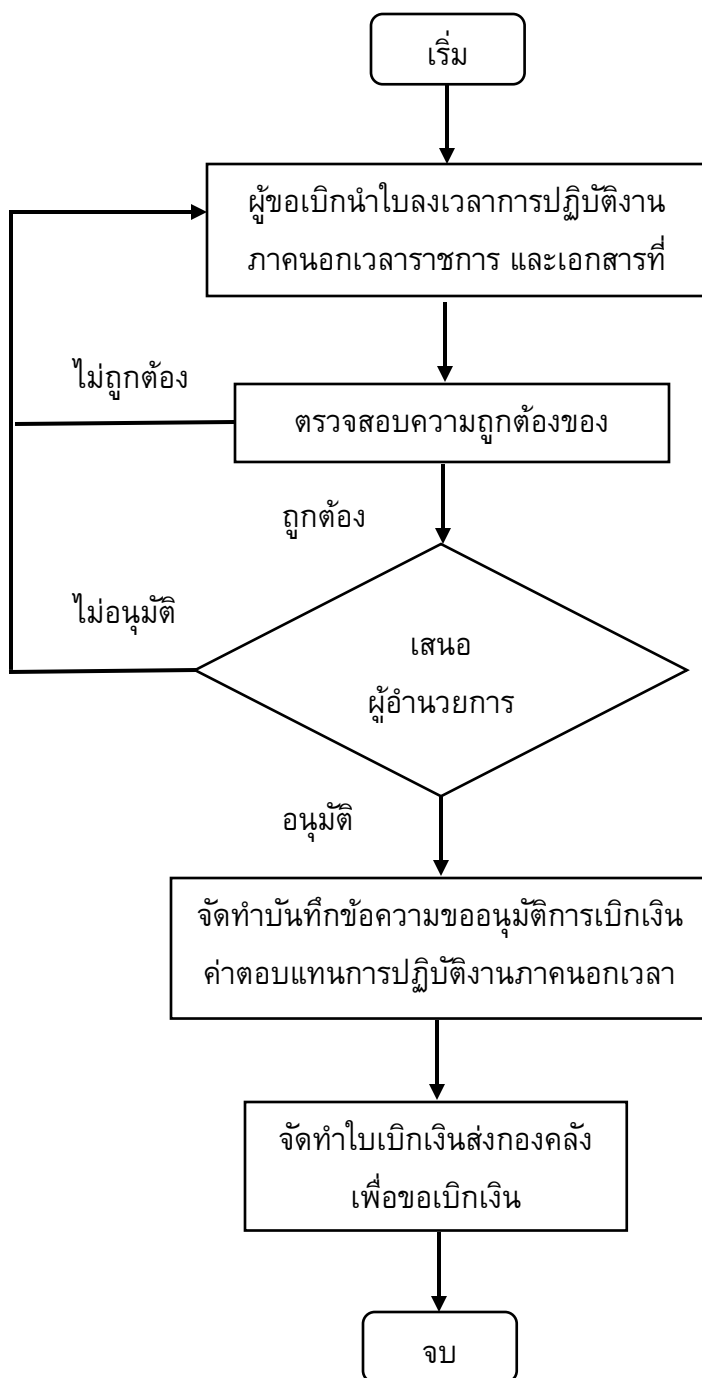 เริ่ม
ผู้ขอเบิกนำใบลงเวลาการปฏิบัติงาน
ภาคนอกเวลาราชการ และเอกสารที่
ไม่ถูกต้อง
ตรวจสอบความถูกต้องของ
ถูกต้อง
ไม่อนุมัติ
เสนอ
ผู้อำนวยการ
อนุมัติ
จัดทำบันทึกข้อความขออนุมัติการเบิกเงิน
ค่าตอบแทนการปฏิบัติงานภาคนอกเวลา
จัดทำใบเบิกเงินส่งกองคลัง
เพื่อขอเบิกเงิน
จบ